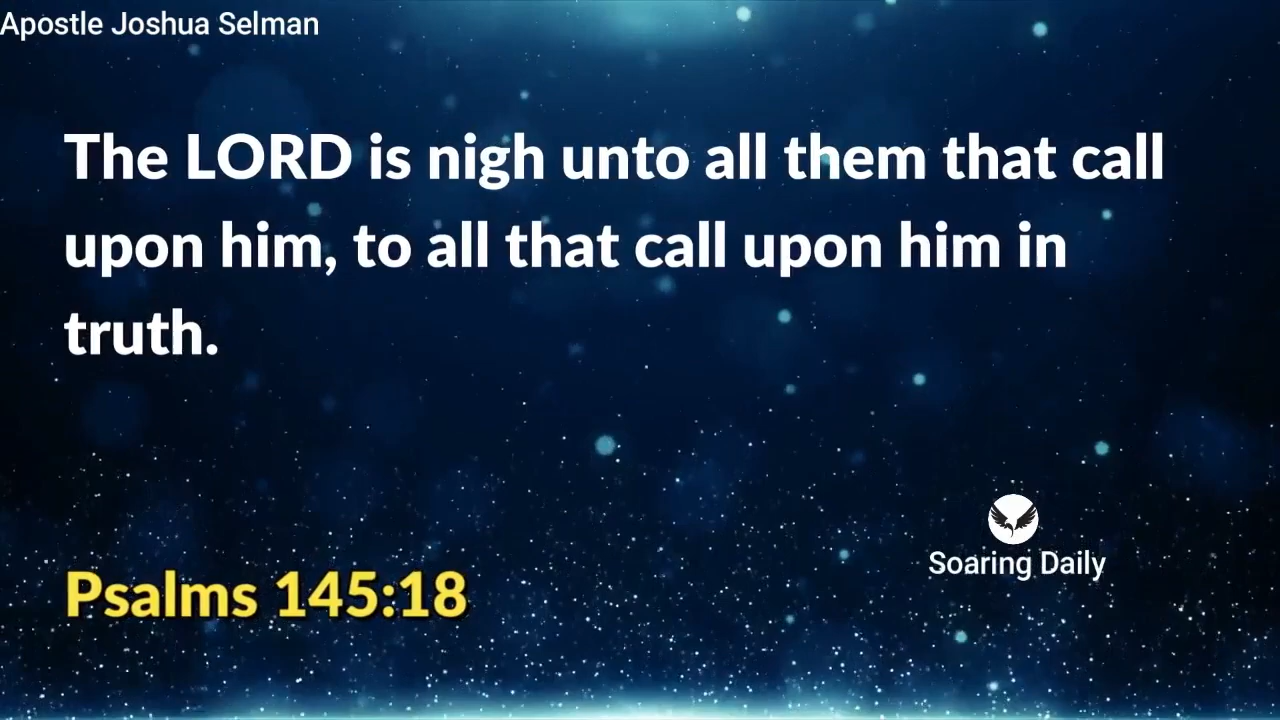 Apostle Joshua Selman
The LORD is nigh unto all them that call
upon him, to all that call upon him in
truth.
Soaring Daily
Psalms 145:18